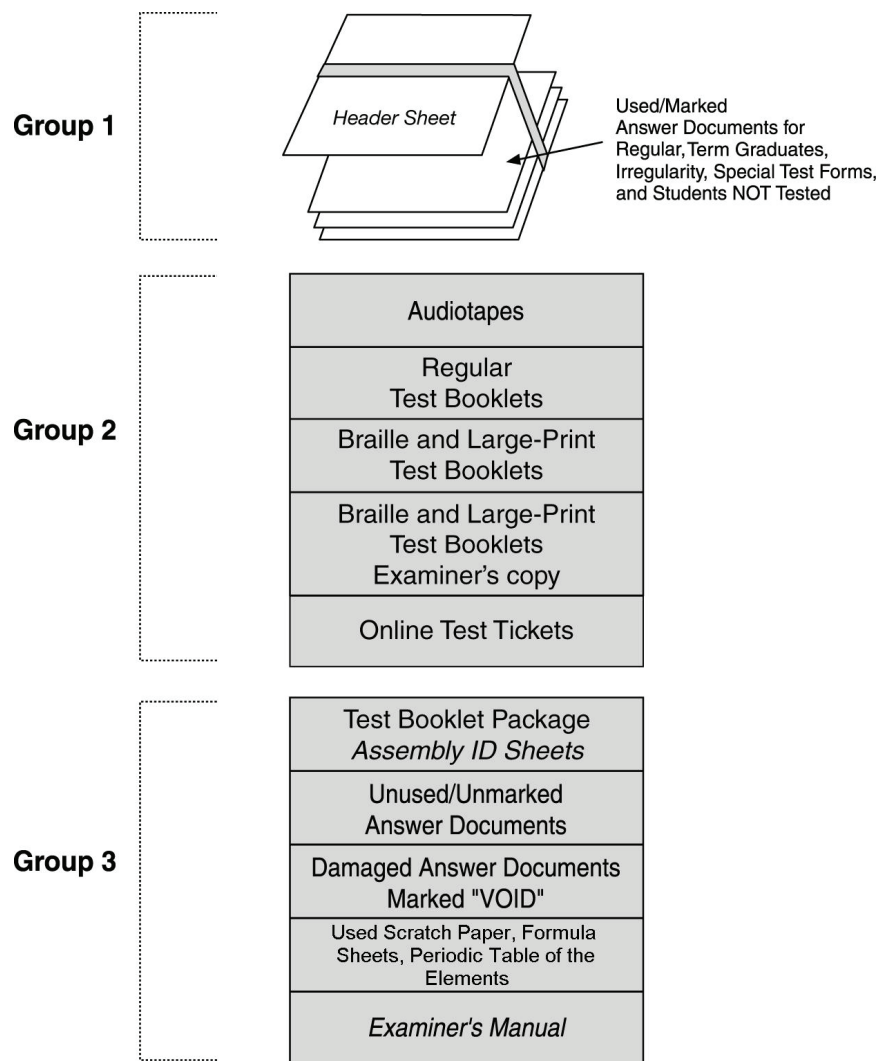 Group 1
Header Sheet
Used/Marked
Answer Documents for
Regular, Term Graduates,
Irregularity, Special Test Forms,
and Students NOT Tested
Group 2
Audiotapes
Regular
Test Booklets
Braille and Large-Print
Test Booklets
Braille and Large-Print
Test Booklets
Examiner's copy
Online Test Tickets
Group 3
Test Booklet Package
Assembly ID Sheets
Unused/Unmarked
Answer Documents
Damaged Answer Documents
Marked "VOID"
Used Scratch Paper, Formula
Sheets, Periodic Table of the
Elements
Examiner's Manual